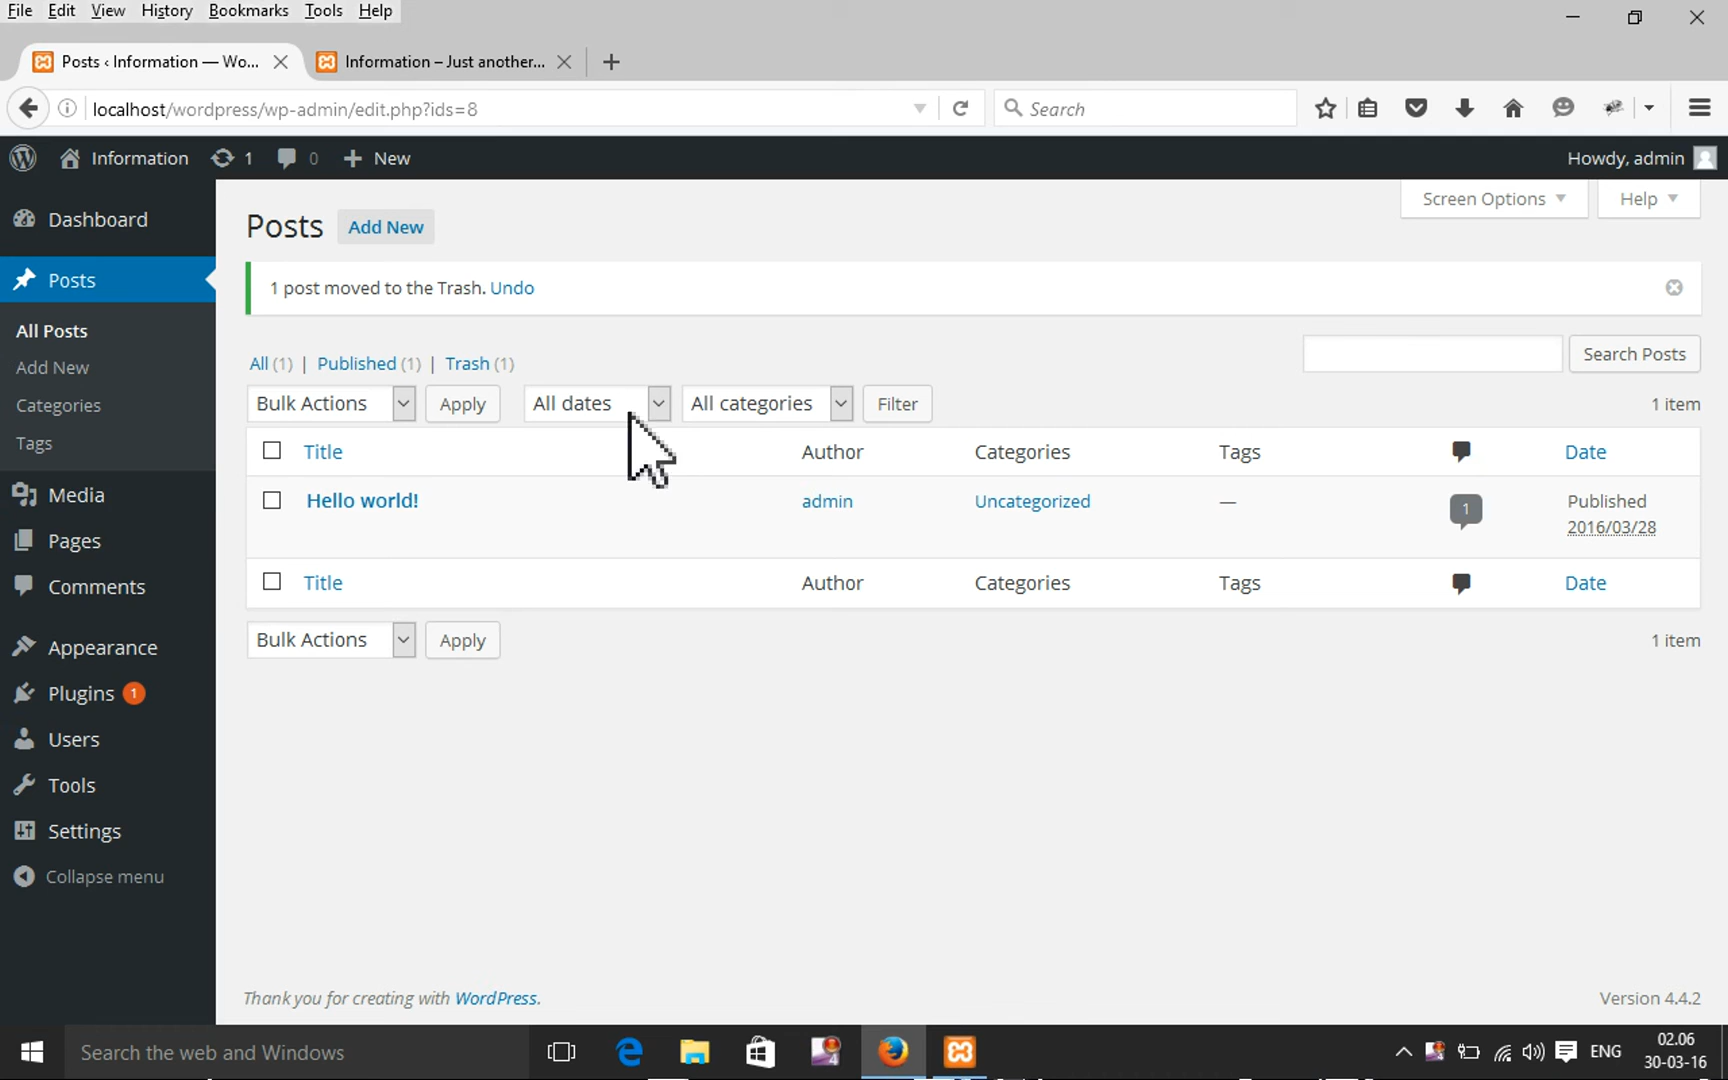 File Edit View History Bookmarks Tools Help
Posts ‹ Information — Wo...
Information – Just another...
localhost/wordpress/wp-admin/edit.php?ids=8
Search
Information 1 0 New
Howdy, admin
Dashboard
Posts
All Posts
Add New
Categories
Tags
Media
Pages
Comments
Appearance
Plugins 1
Users
Tools
Settings
Collapse menu
Screen Options
Help
Posts Add New
1 post moved to the Trash. Undo
All (1) | Published (1) | Trash (1)
Search Posts
Bulk Actions Apply All dates All categories Filter 1 item
Title Author Categories Tags Date
Hello world! admin Uncategorized — 1 Published
2016/03/28
Title Author Categories Tags Date
Bulk Actions Apply 1 item
Thank you for creating with WordPress.
Version 4.4.2
Search the web and Windows
4
4
ENG
02.06
30-03-16